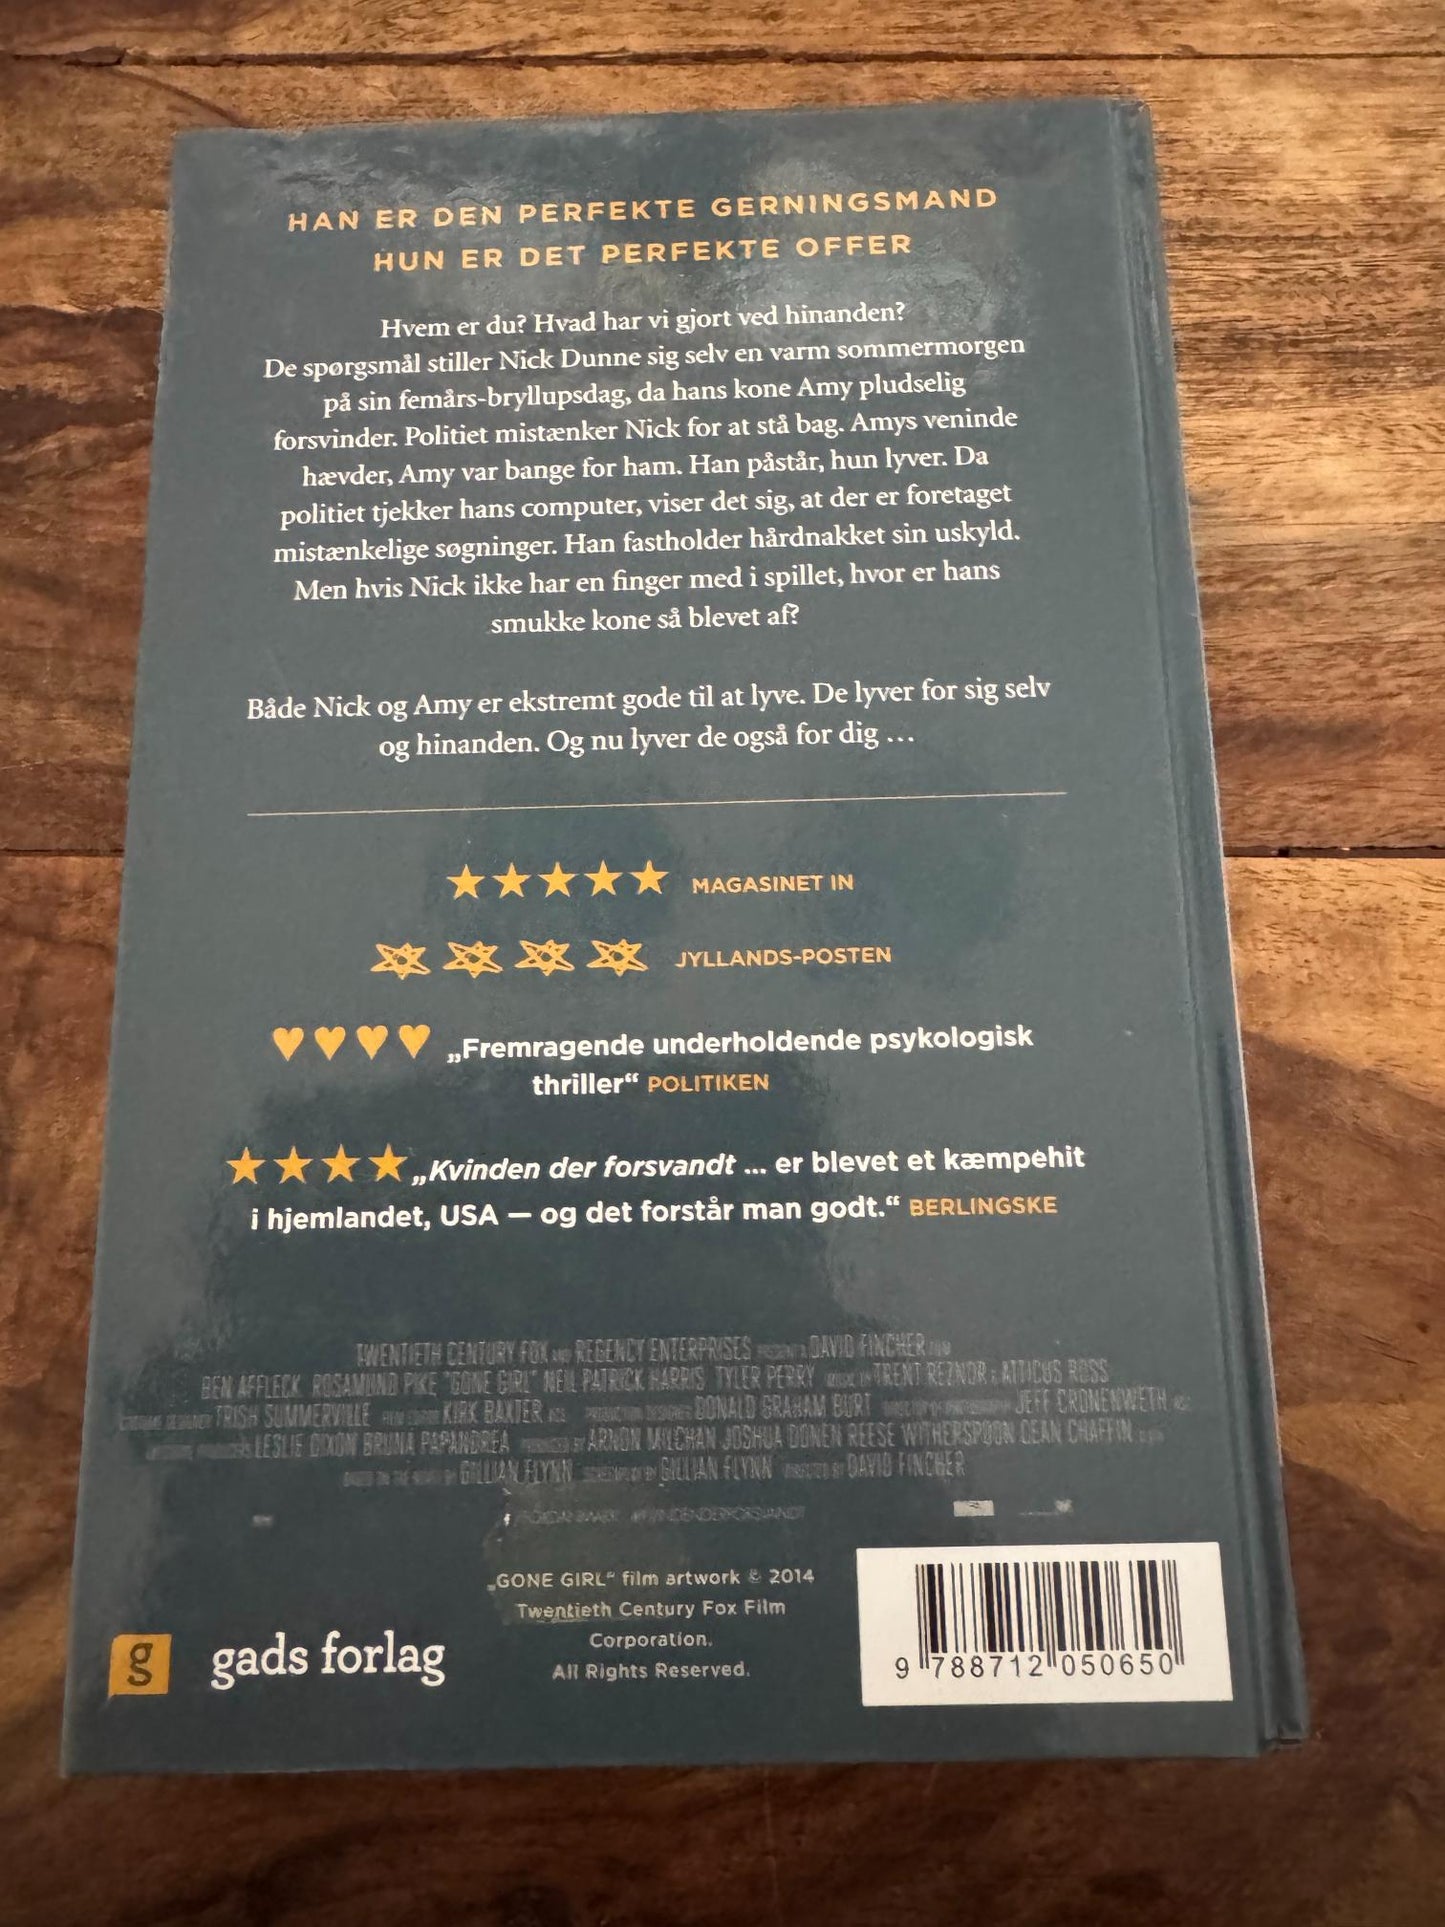 HAN ER DEN PERFEKTE GERNINGSMAND
HUN ER DET PERFEKTE OFFER
Hvem er du? Hvad har vi gjort ved hinanden?
De spørgsmål stiller Nick Dunne sig selv en varm sommermorgen
på sin femårs-bryllupsdag, da hans kone Amy pludselig
forsvinder. Politiet mistænker Nick for at stå bag. Amys veninde
hævder, Amy var bange for ham. Han påstår, hun lyver. Da
politiet tjekker hans computer, viser det sig, at der er foretaget
mistænkelige søgninger. Han fastholder hårdnakket sin uskyld.
Men hvis Nick ikke har en finger med i spillet, hvor er hans
smukke kone så blevet af?
Både Nick og Amy er ekstremt gode til at lyve. De lyver for sig selv
og hinanden. Og nu lyver de også for dig ...
★★★★★ MAGASINET IN
JYLLANDS-POSTEN
♥♥♥♥ „Fremragende underholdende psykologisk
thriller“ POLITIKEN
★★★★ „Kvinden der forsvandt ... er blevet et kæmpehit
i hjemlandet, USA — og det forstår man godt.“ BERLINGSKE
TWENTIETH CENTURY FOX AND REGENCY ENTERPRISES DAVID FINCHER
BEN AFFLECK ROSAMUND PIKE "GONE GIRL" NEIL PATRICK HARRIS TYLER PERRY TRENT REZNOR & ATTICUS ROSS
TRISH SUMMERVILLE KIRK BAXTER DONALD GRAHAM BURT JEFF CRONENWETH
LESLIE DIXON BRUNA PAPANDREA ARNON MILCHAN JOSHUA DONEN REESE WITHERSPOON CEAN CHAFFIN
GILLIAN FLYNN GILLIAN FLYNN DAVID FINCHER
„GONE GIRL“ film artwork © 2014
Twentieth Century Fox Film
Corporation.
All Rights Reserved.
g gads forlag
9 788712 050650